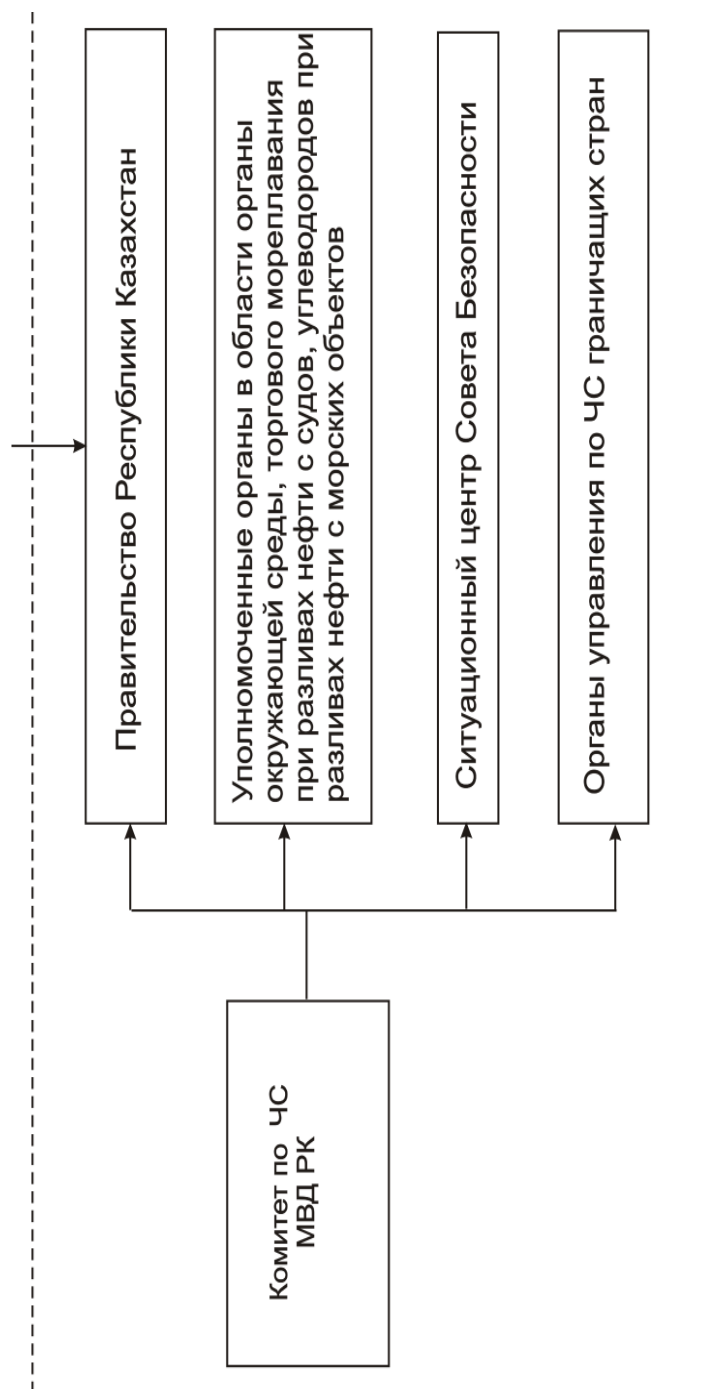 Правительство Республики Казахстан
Уполномоченные органы в области органы
окружающей среды, торгового мореплавания
при разливах нефти с судов, углеводородов при
разливах нефти с морских объектов
Ситуационный центр Совета Безопасности
Органы управления по ЧС граничащих стран
Комитет по ЧС
МВД РК